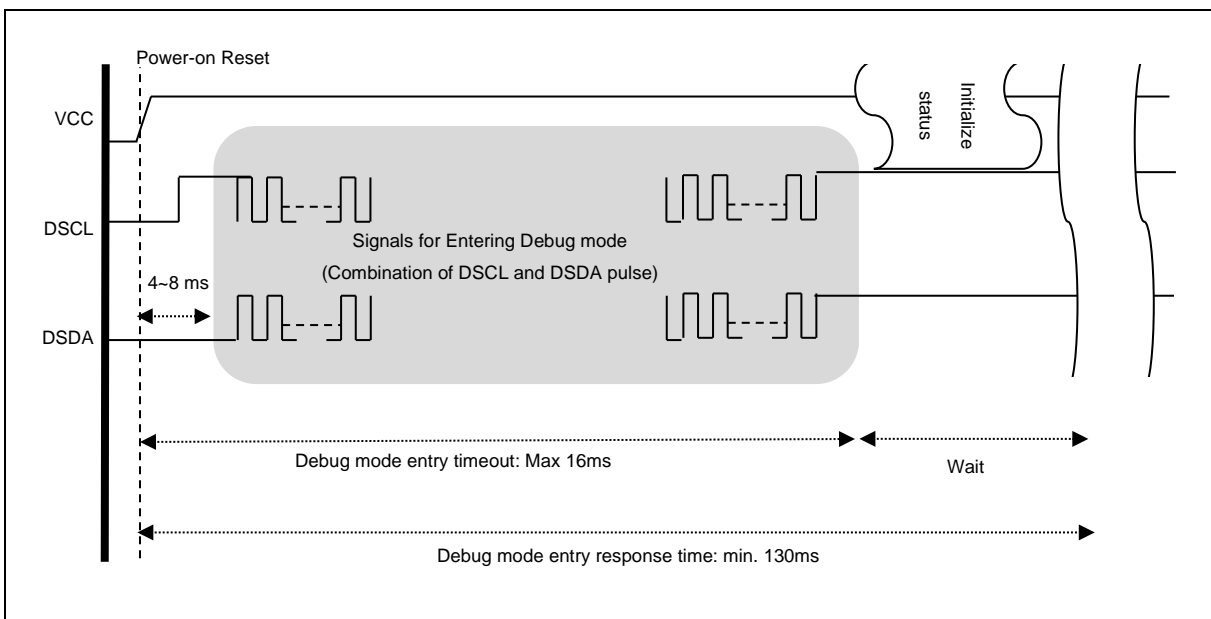 Power-on Reset
VCC
Initialize
status
DSCL
Signals for Entering Debug mode
(Combination of DSCL and DSDA pulse)
4~8 ms
DSDA
Debug mode entry timeout: Max 16ms
Wait
Debug mode entry response time: min. 130ms